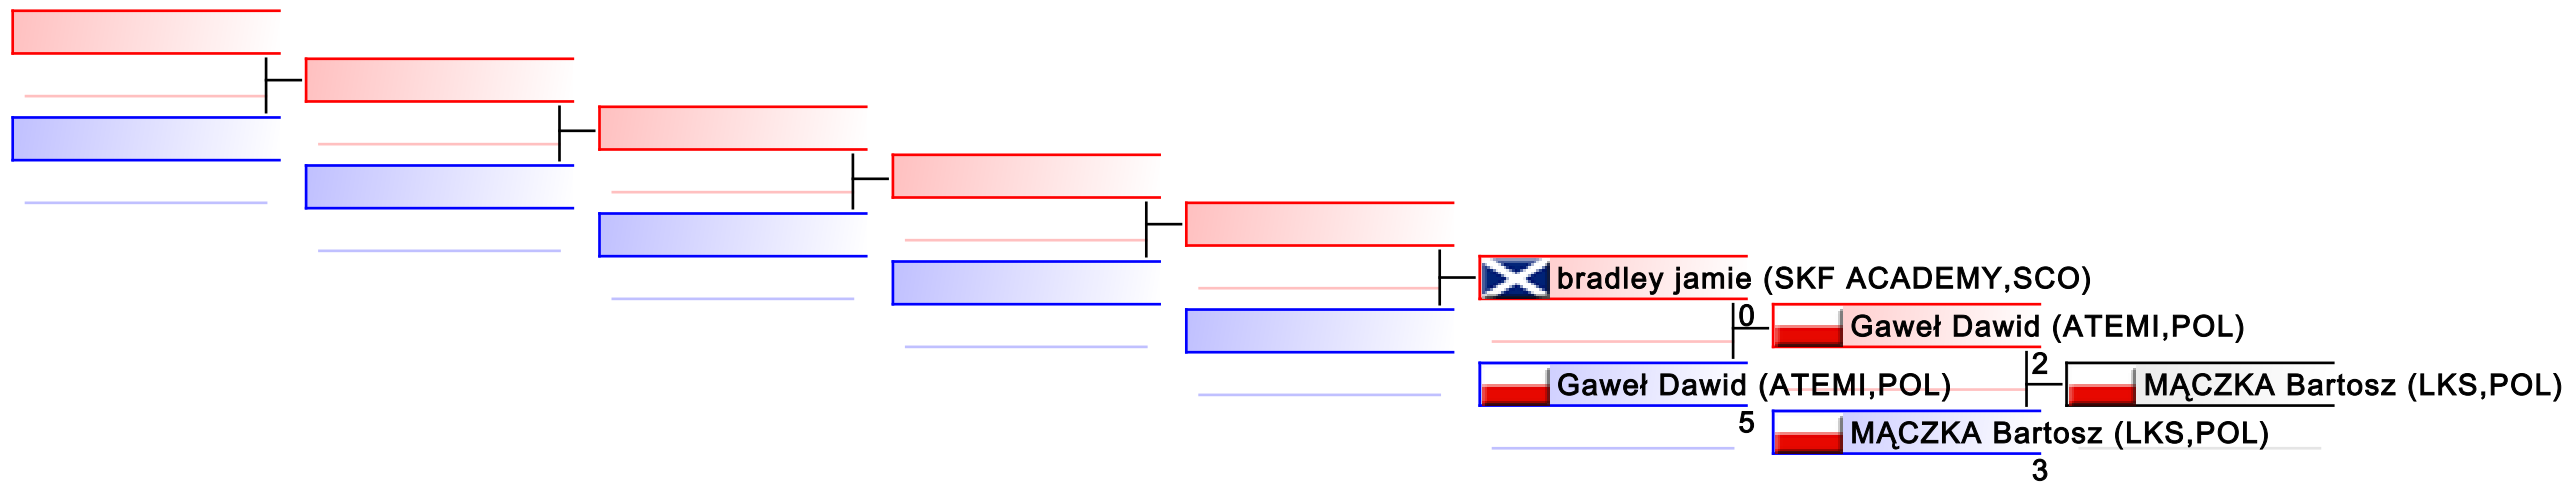 bradley jamie (SKF ACADEMY,SCO)
0
Gaweł Dawid (ATEMI,POL)
2
Gaweł Dawid (ATEMI,POL)
MĄCZKA Bartosz (LKS,POL)
5
MĄCZKA Bartosz (LKS,POL)
3